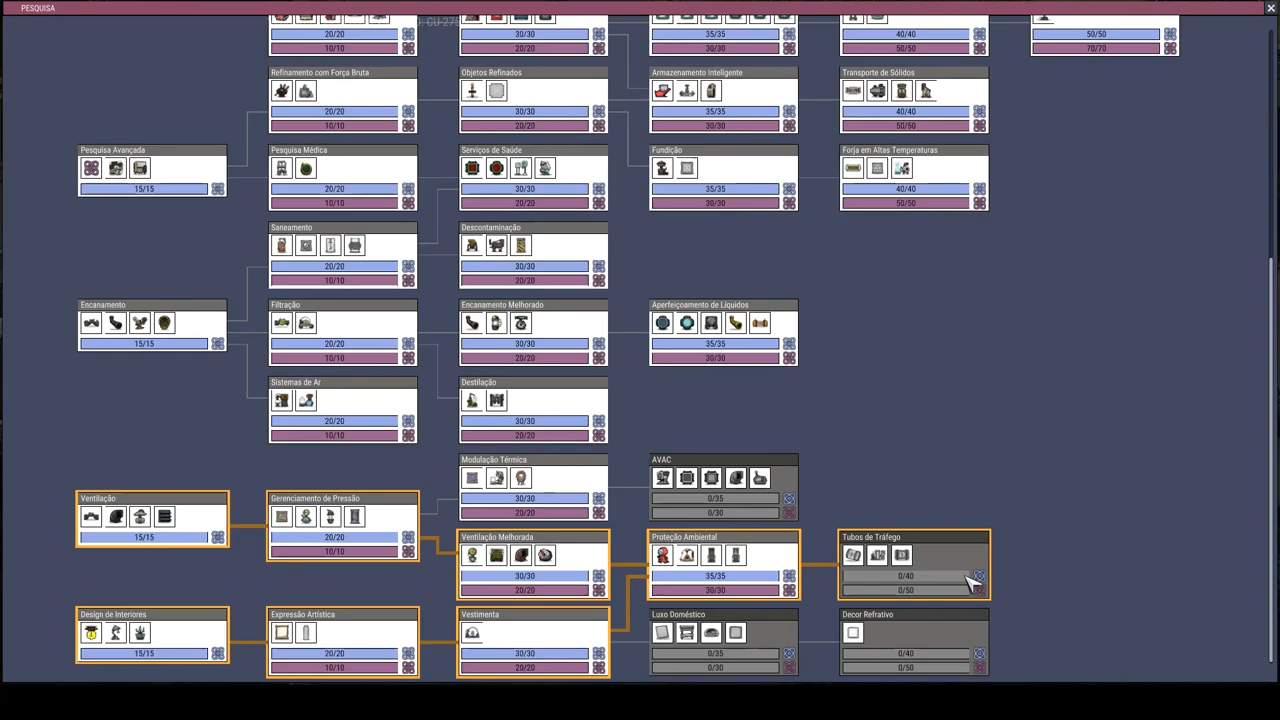 PESQUISA
CU-275
20/20 30/30 35/35 40/40 50/50
10/10 20/20 30/30 50/50 70/70
Refinamento com Força Bruta Objetos Refinados Armazenamento Inteligente Transporte de Sólidos
20/20 30/30 35/35 40/40
10/10 20/20 30/30 50/50
Pesquisa Avançada Pesquisa Médica Serviços de Saúde Fundição Forja em Altas Temperaturas
15/15 20/20 30/30 35/35 40/40
10/10 20/20 30/30 50/50
Saneamento Descontaminação
20/20 30/30
10/10 20/20
Encanamento Filtração Encanamento Melhorado Aperfeiçoamento de Líquidos
15/15 20/20 30/30 35/35
10/10 20/20 30/30
Sistemas de Ar Destilação
20/20 30/30
10/10 20/20
Modulação Térmica AVAC
30/30 0/35
20/20 0/30
Ventilação Gerenciamento de Pressão
15/15 20/20
10/10
Ventilação Melhorada Proteção Ambiental Tubos de Tráfego
30/30 35/35 0/40
20/20 30/30 0/50
Design de Interiores Expressão Artística Vestimenta Luxo Doméstico Decor Refrativo
15/15 20/20 30/30 0/35 0/40
10/10 20/20 0/30 0/50